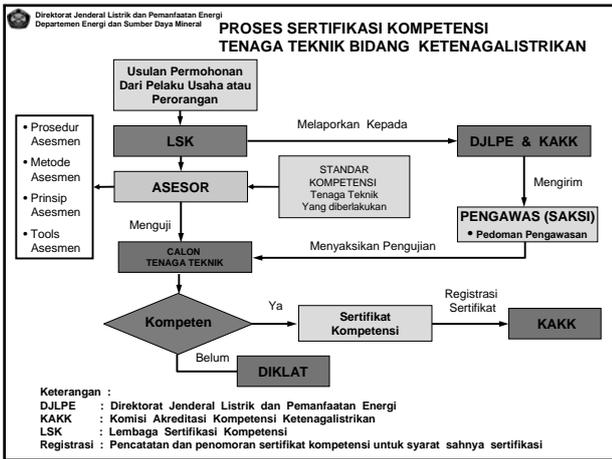 Direktorat Jenderal Listrik dan Pemanfaatan Energi
Departemen Energi dan Sumber Daya Mineral
PROSES SERTIFIKASI KOMPETENSI
TENAGA TEKNIK BIDANG KETENAGALISTRIKAN
Usulan Permohonan
Dari Pelaku Usaha atau
Perorangan
• Prosedur
Asesmen
• Metode
Asesmen
• Prinsip
Asesmen
• Tools
Asesmen
LSK
Melaporkan Kepada
DJLPE & KAKK
ASESOR
STANDAR
KOMPETENSI
Tenaga Teknik
Yang diberlakukan
Mengirim
Menguji
PENGAWAS (SAKSI)
• Pedoman Pengawasan
CALON
TENAGA TEKNIK
Menyaksikan Pengujian
Kompeten
Ya
Sertifikat
Kompetensi
Registrasi
Sertifikat
KAKK
Belum
DIKLAT
Keterangan :
DJLPE : Direktorat Jenderal Listrik dan Pemanfaatan Energi
KAKK : Komisi Akreditasi Kompetensi Ketenagalistrikan
LSK : Lembaga Sertifikasi Kompetensi
Registrasi : Pencatatan dan penomoran sertifikat kompetensi untuk syarat sahnya sertifikasi